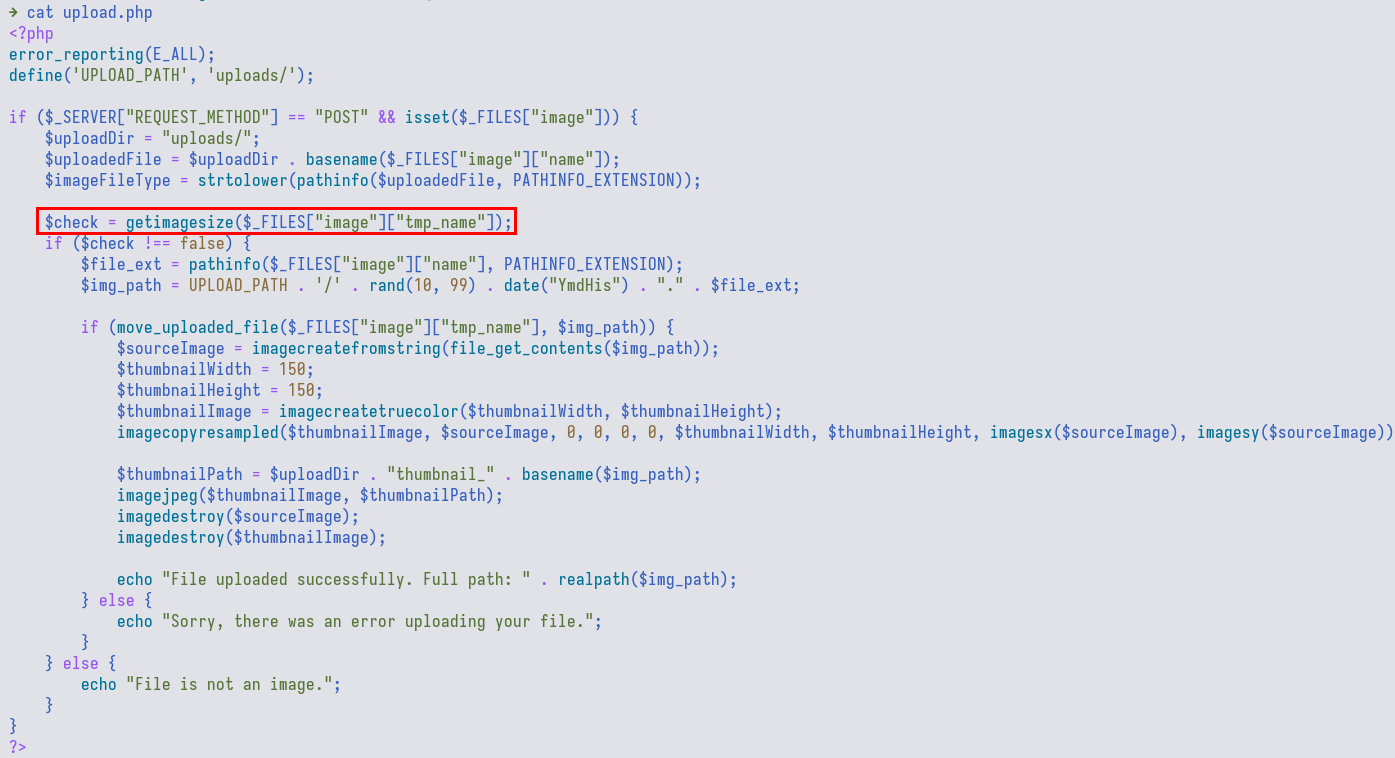 → cat upload.php
<?php
error_reporting(E_ALL);
define('UPLOAD_PATH', 'uploads/');

if ($_SERVER["REQUEST_METHOD"] == "POST" && isset($_FILES["image"])) {
    $uploadDir = "uploads/";
    $uploadedFile = $uploadDir . basename($_FILES["image"]["name"]);
    $imageFileType = strtolower(pathinfo($uploadedFile, PATHINFO_EXTENSION));

    $check = getimagesize($_FILES["image"]["tmp_name"]);
    if ($check !== false) {
        $file_ext = pathinfo($_FILES["image"]["name"], PATHINFO_EXTENSION);
        $img_path = UPLOAD_PATH . '/' . rand(10, 99) . date("YmdHis") . "." . $file_ext;

        if (move_uploaded_file($_FILES["image"]["tmp_name"], $img_path)) {
            $sourceImage = imagecreatefromstring(file_get_contents($img_path));
            $thumbnailWidth = 150;
            $thumbnailHeight = 150;
            $thumbnailImage = imagecreatetruecolor($thumbnailWidth, $thumbnailHeight);
            imagecopyresampled($thumbnailImage, $sourceImage, 0, 0, 0, 0, $thumbnailWidth, $thumbnailHeight, imagesx($sourceImage), imagesy($sourceImage))

            $thumbnailPath = $uploadDir . "thumbnail_" . basename($img_path);
            imagejpeg($thumbnailImage, $thumbnailPath);
            imagedestroy($sourceImage);
            imagedestroy($thumbnailImage);

            echo "File uploaded successfully. Full path: " . realpath($img_path);
        } else {
            echo "Sorry, there was an error uploading your file.";
        }
    } else {
        echo "File is not an image.";
    }
}
?>